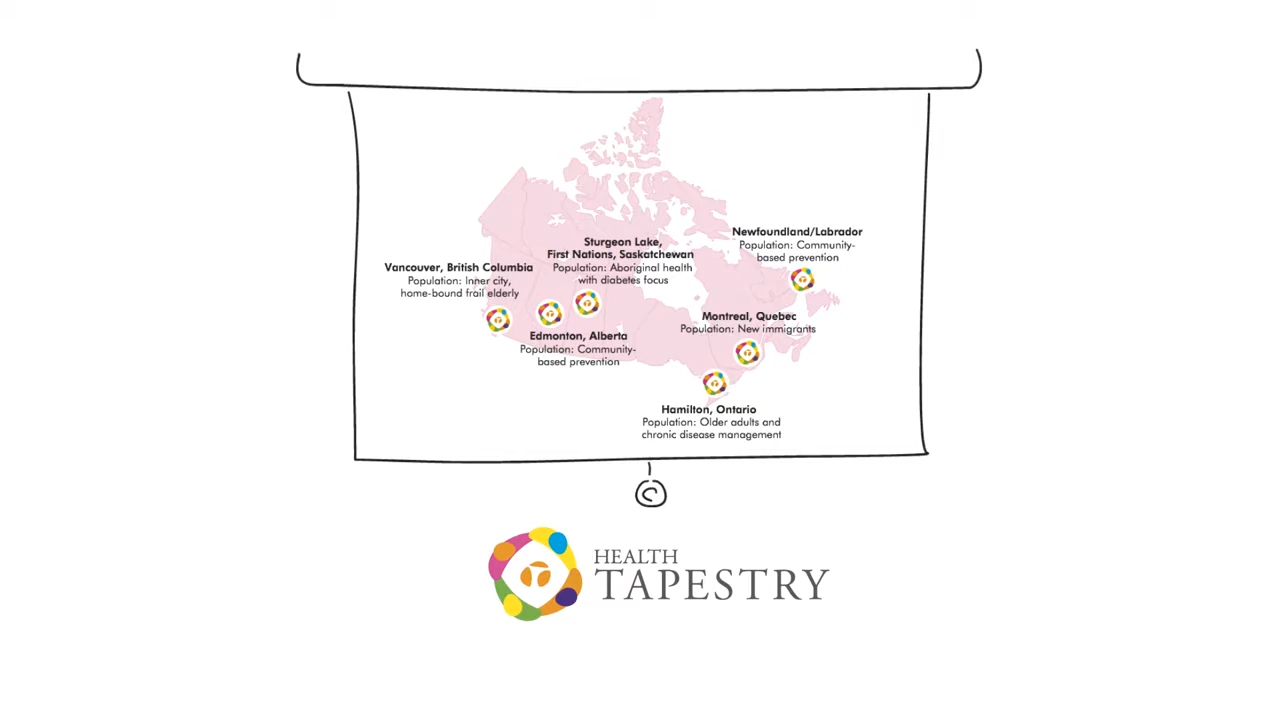 Newfoundland/Labrador
Population: Community-
based prevention
Sturgeon Lake,
First Nations, Saskatchewan
Population: Aboriginal health
with diabetes focus
Vancouver, British Columbia
Population: Inner city,
home-bound frail elderly
Edmonton, Alberta
Population: Community-
based prevention
Montreal, Quebec
Population: New immigrants
Hamilton, Ontario
Population: Older adults and
chronic disease management
HEALTH
TAPESTRY